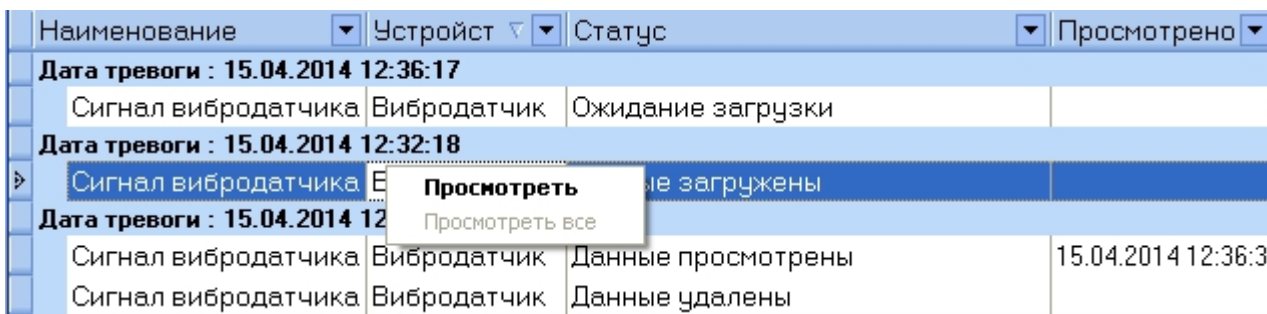 Наименование Устройст Статус Просмотрено
Дата тревоги : 15.04.2014 12:36:17
Сигнал вибродатчика Вибродатчик Ожидание загрузки
Дата тревоги : 15.04.2014 12:32:18
Сигнал вибродатчика ые загружены
Просмотреть
Дата тревоги : 15.04.2014 12
Просмотреть все
Сигнал вибродатчика Вибродатчик Данные просмотрены 15.04.2014 12:36:3
Сигнал вибродатчика Вибродатчик Данные удалены